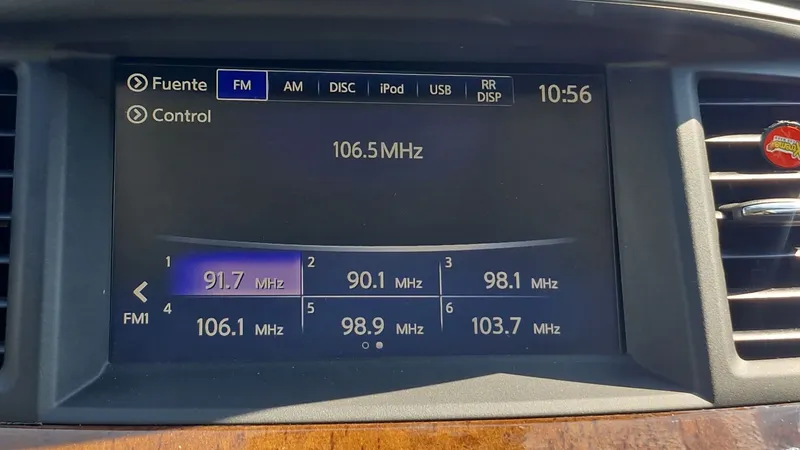 Fuente FM AM DISC iPod USB RR DISP 10:56
Control
106.5MHz
1 91.7 MHz 2 90.1 MHz 3 98.1 MHz
FM1
4 106.1 MHz 5 98.9 MHz 6 103.7 MHz